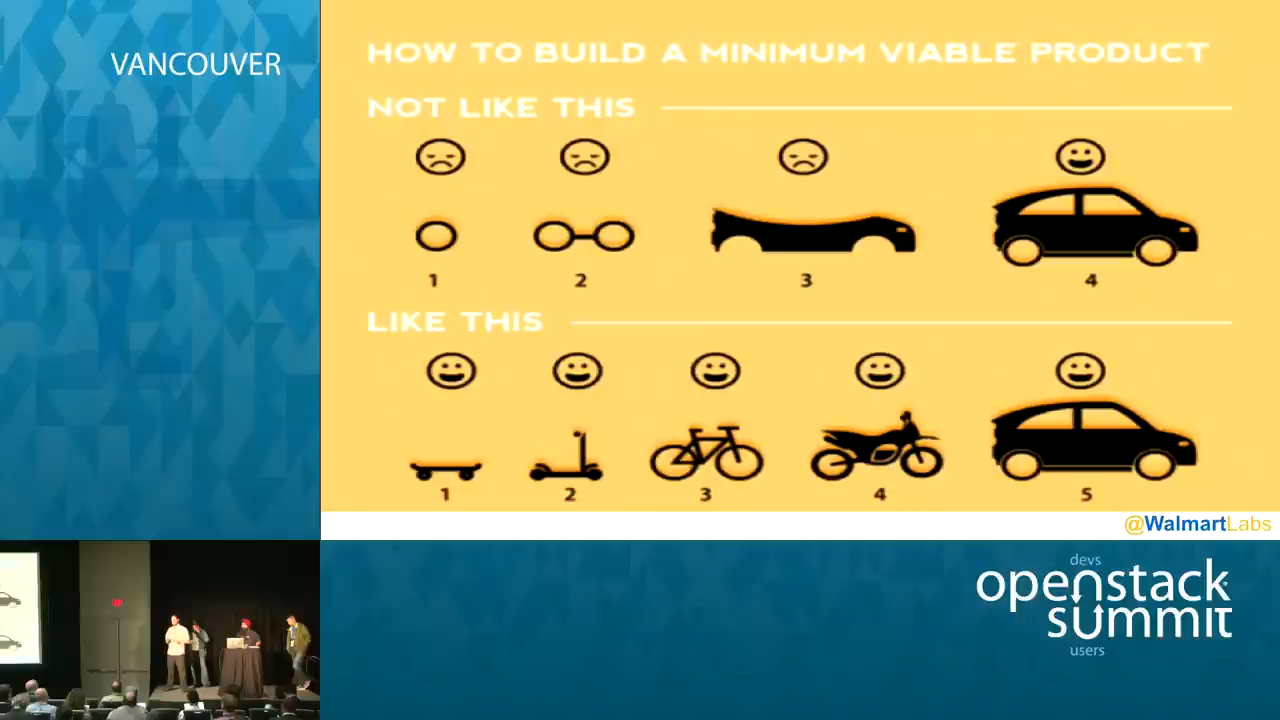 VANCOUVER
HOW TO BUILD A MINIMUM VIABLE PRODUCT
NOT LIKE THIS
1 2 3 4
LIKE THIS
1 2 3 4 5
@WalmartLabs
devs
openstack
summit
users